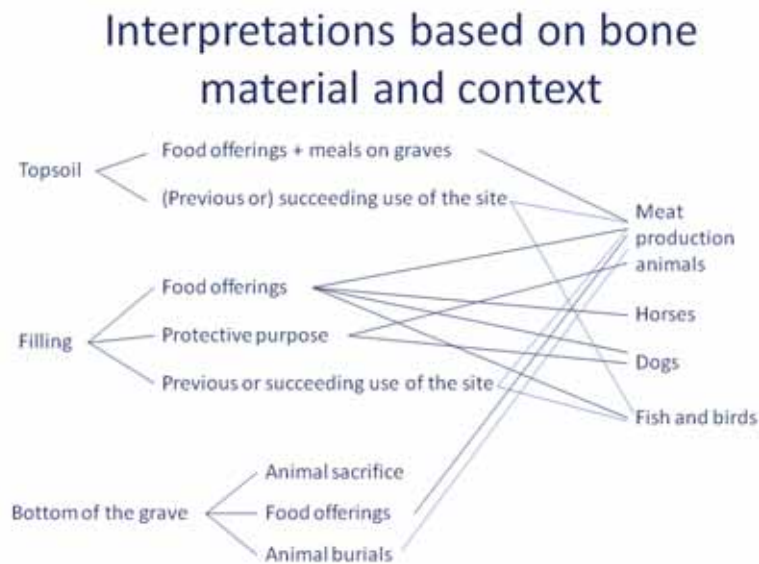 Interpretations based on bone
material and context
Topsoil
Food offerings + meals on graves
(Previous or) succeeding use of the site
Filling
Food offerings
Protective purpose
Previous or succeeding use of the site
Bottom of the grave
Animal sacrifice
Food offerings
Animal burials
Meat
production
animals
Horses
Dogs
Fish and birds